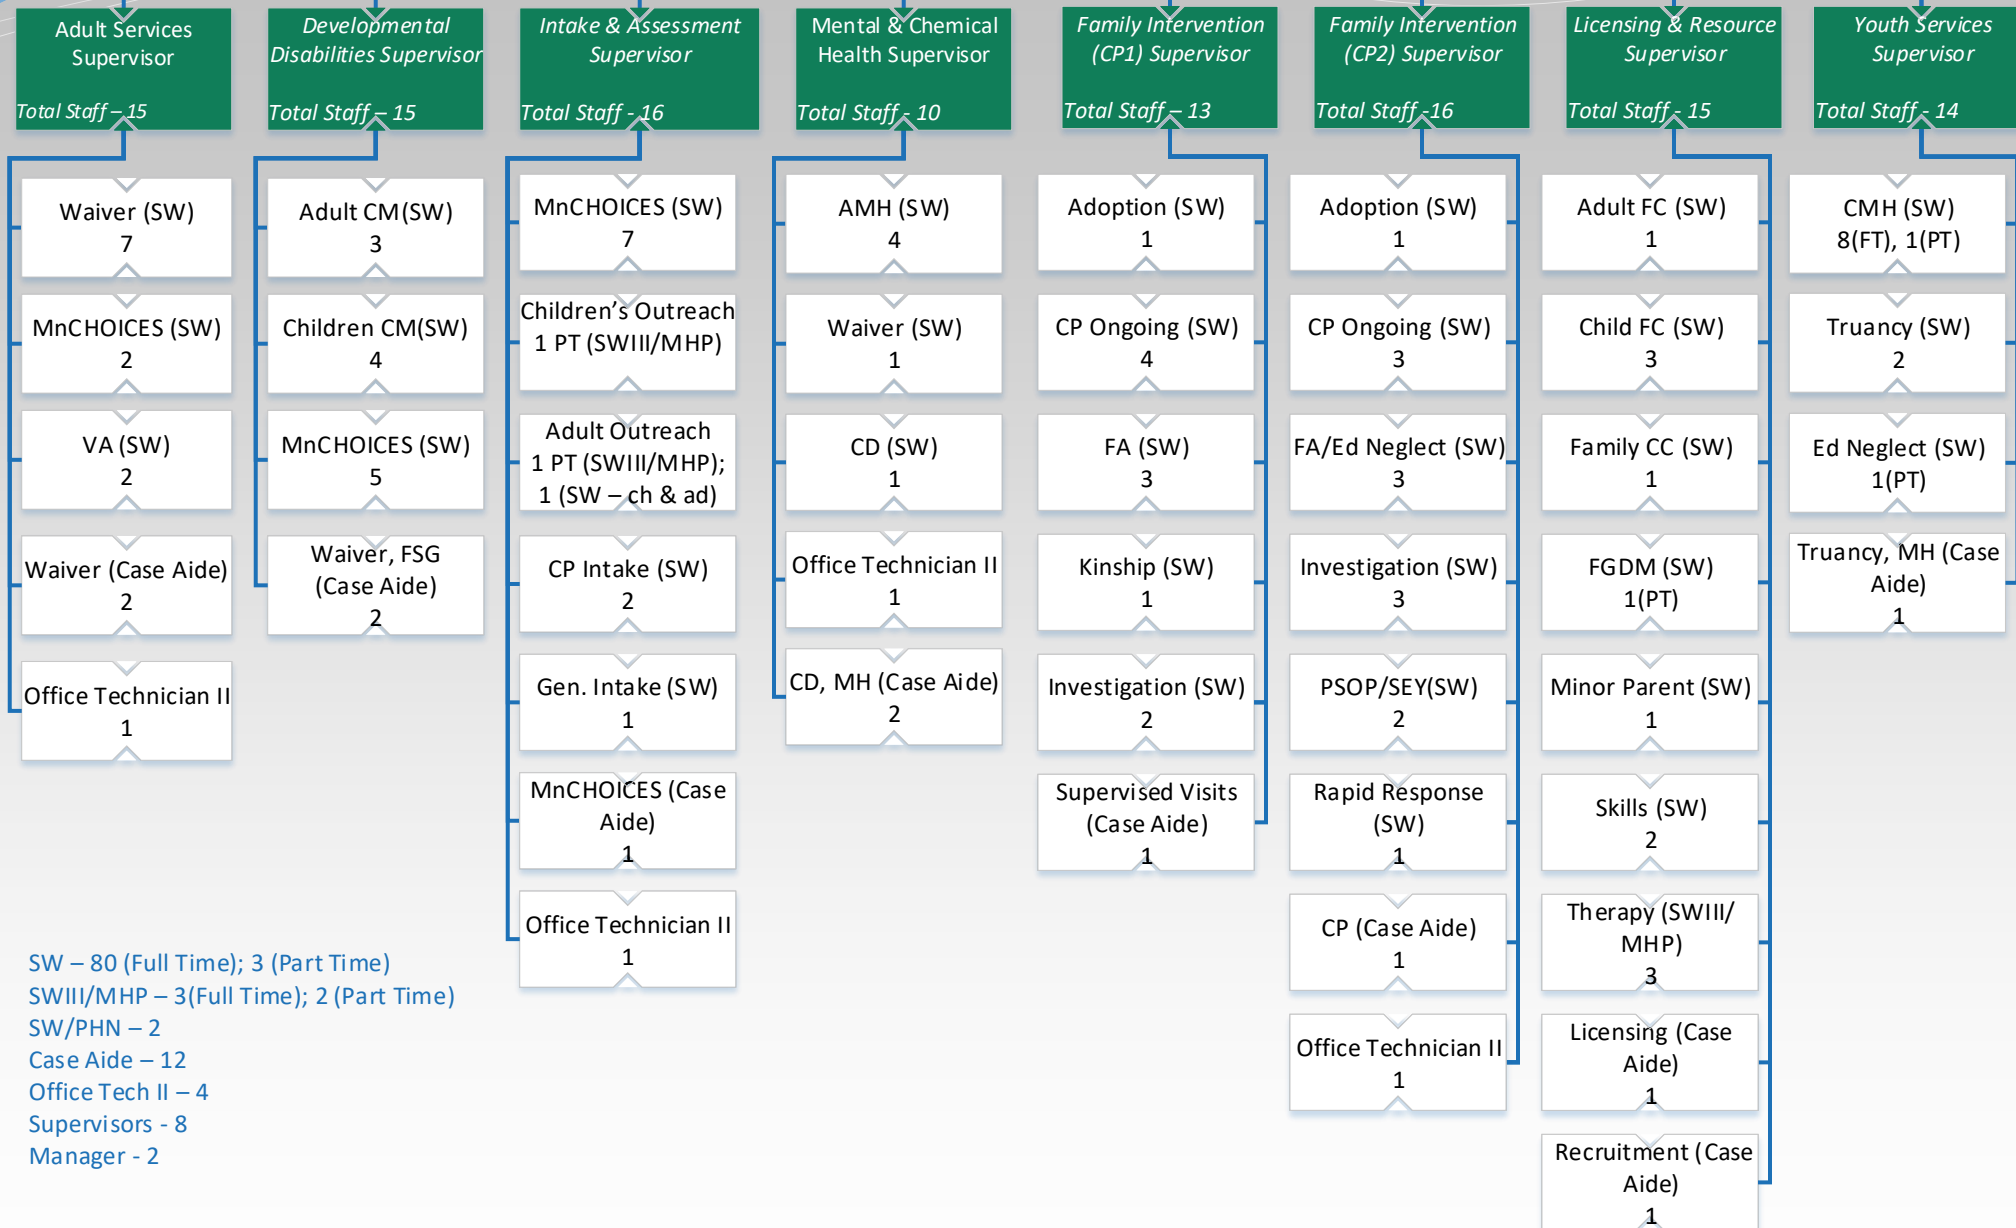 Adult Services
Supervisor
Total Staff – 15
Waiver (SW)
7
MnCHOICES (SW)
2
VA (SW)
2
Waiver (Case Aide)
2
Office Technician II
1
Developmental
Disabilities Supervisor
Total Staff – 15
Adult CM(SW)
3
Children CM(SW)
4
MnCHOICES (SW)
5
Waiver, FSG
(Case Aide)
2
Intake & Assessment
Supervisor
Total Staff - 16
MnCHOICES (SW)
7
Children’s Outreach
1 PT (SWIII/MHP)
Adult Outreach
1 PT (SWIII/MHP);
1 (SW – ch & ad)
CP Intake (SW)
2
Gen. Intake (SW)
1
MnCHOICES (Case
Aide)
1
Office Technician II
1
Mental & Chemical
Health Supervisor
Total Staff - 10
AMH (SW)
4
Waiver (SW)
1
CD (SW)
1
Office Technician II
1
CD, MH (Case Aide)
2
Family Intervention
(CP1) Supervisor
Total Staff – 13
Adoption (SW)
1
CP Ongoing (SW)
4
FA (SW)
3
Kinship (SW)
1
Investigation (SW)
2
Supervised Visits
(Case Aide)
1
Family Intervention
(CP2) Supervisor
Total Staff -16
Adoption (SW)
1
CP Ongoing (SW)
3
FA/Ed Neglect (SW)
3
Investigation (SW)
3
PSOP/SEY(SW)
2
Rapid Response
(SW)
1
CP (Case Aide)
1
Office Technician II
1
Licensing & Resource
Supervisor
Total Staff - 15
Adult FC (SW)
1
Child FC (SW)
3
Family CC (SW)
1
FGDM (SW)
1(PT)
Minor Parent (SW)
1
Skills (SW)
2
Therapy (SWIII/
MHP)
3
Licensing (Case
Aide)
1
Recruitment (Case
Aide)
1
Youth Services
Supervisor
Total Staff - 14
CMH (SW)
8(FT), 1(PT)
Truancy (SW)
2
Ed Neglect (SW)
1(PT)
Truancy, MH (Case
Aide)
1
SW – 80 (Full Time); 3 (Part Time)
SWIII/MHP – 3(Full Time); 2 (Part Time)
SW/PHN – 2
Case Aide – 12
Office Tech II – 4
Supervisors - 8
Manager - 2